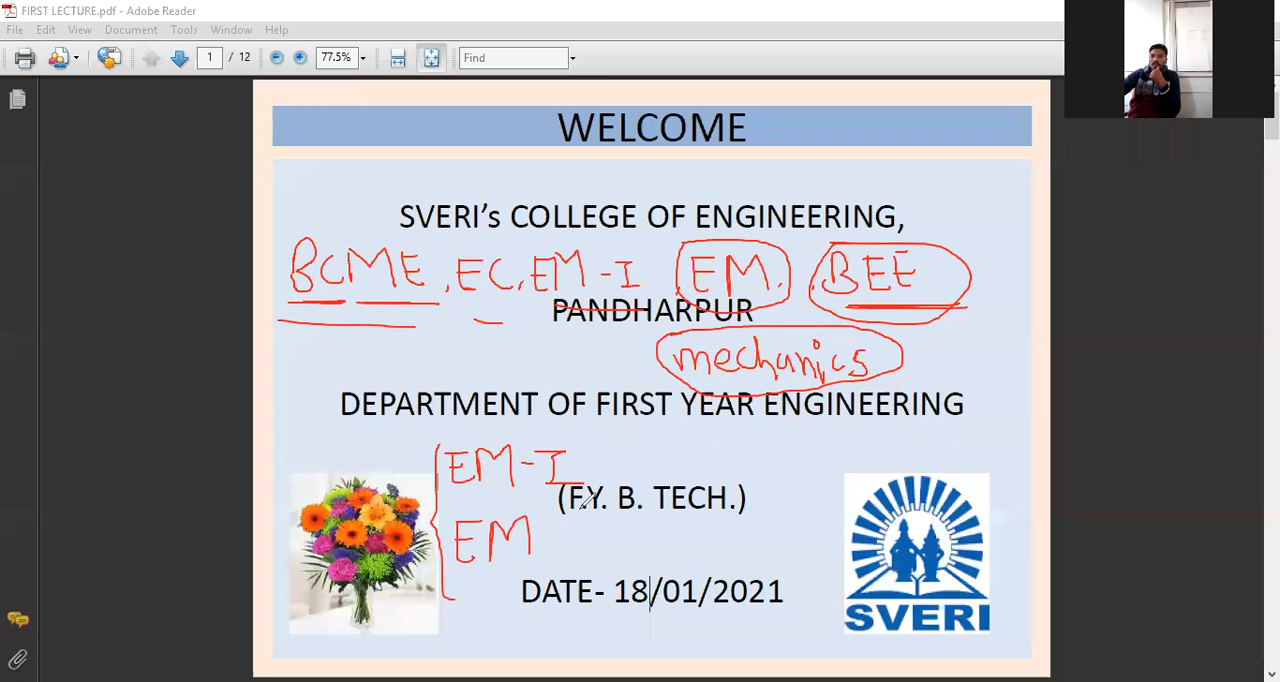 FIRST LECTURE.pdf - Adobe Reader
File Edit View Document Tools Window Help
1 / 12 77.5% Find
WELCOME
SVERI's COLLEGE OF ENGINEERING,
BCME, EC, EM-I EM. BEE
PANDHARPUR
mechanics
DEPARTMENT OF FIRST YEAR ENGINEERING
EM-I
(F.Y. B. TECH.)
EM
DATE- 18/01/2021
SVERI